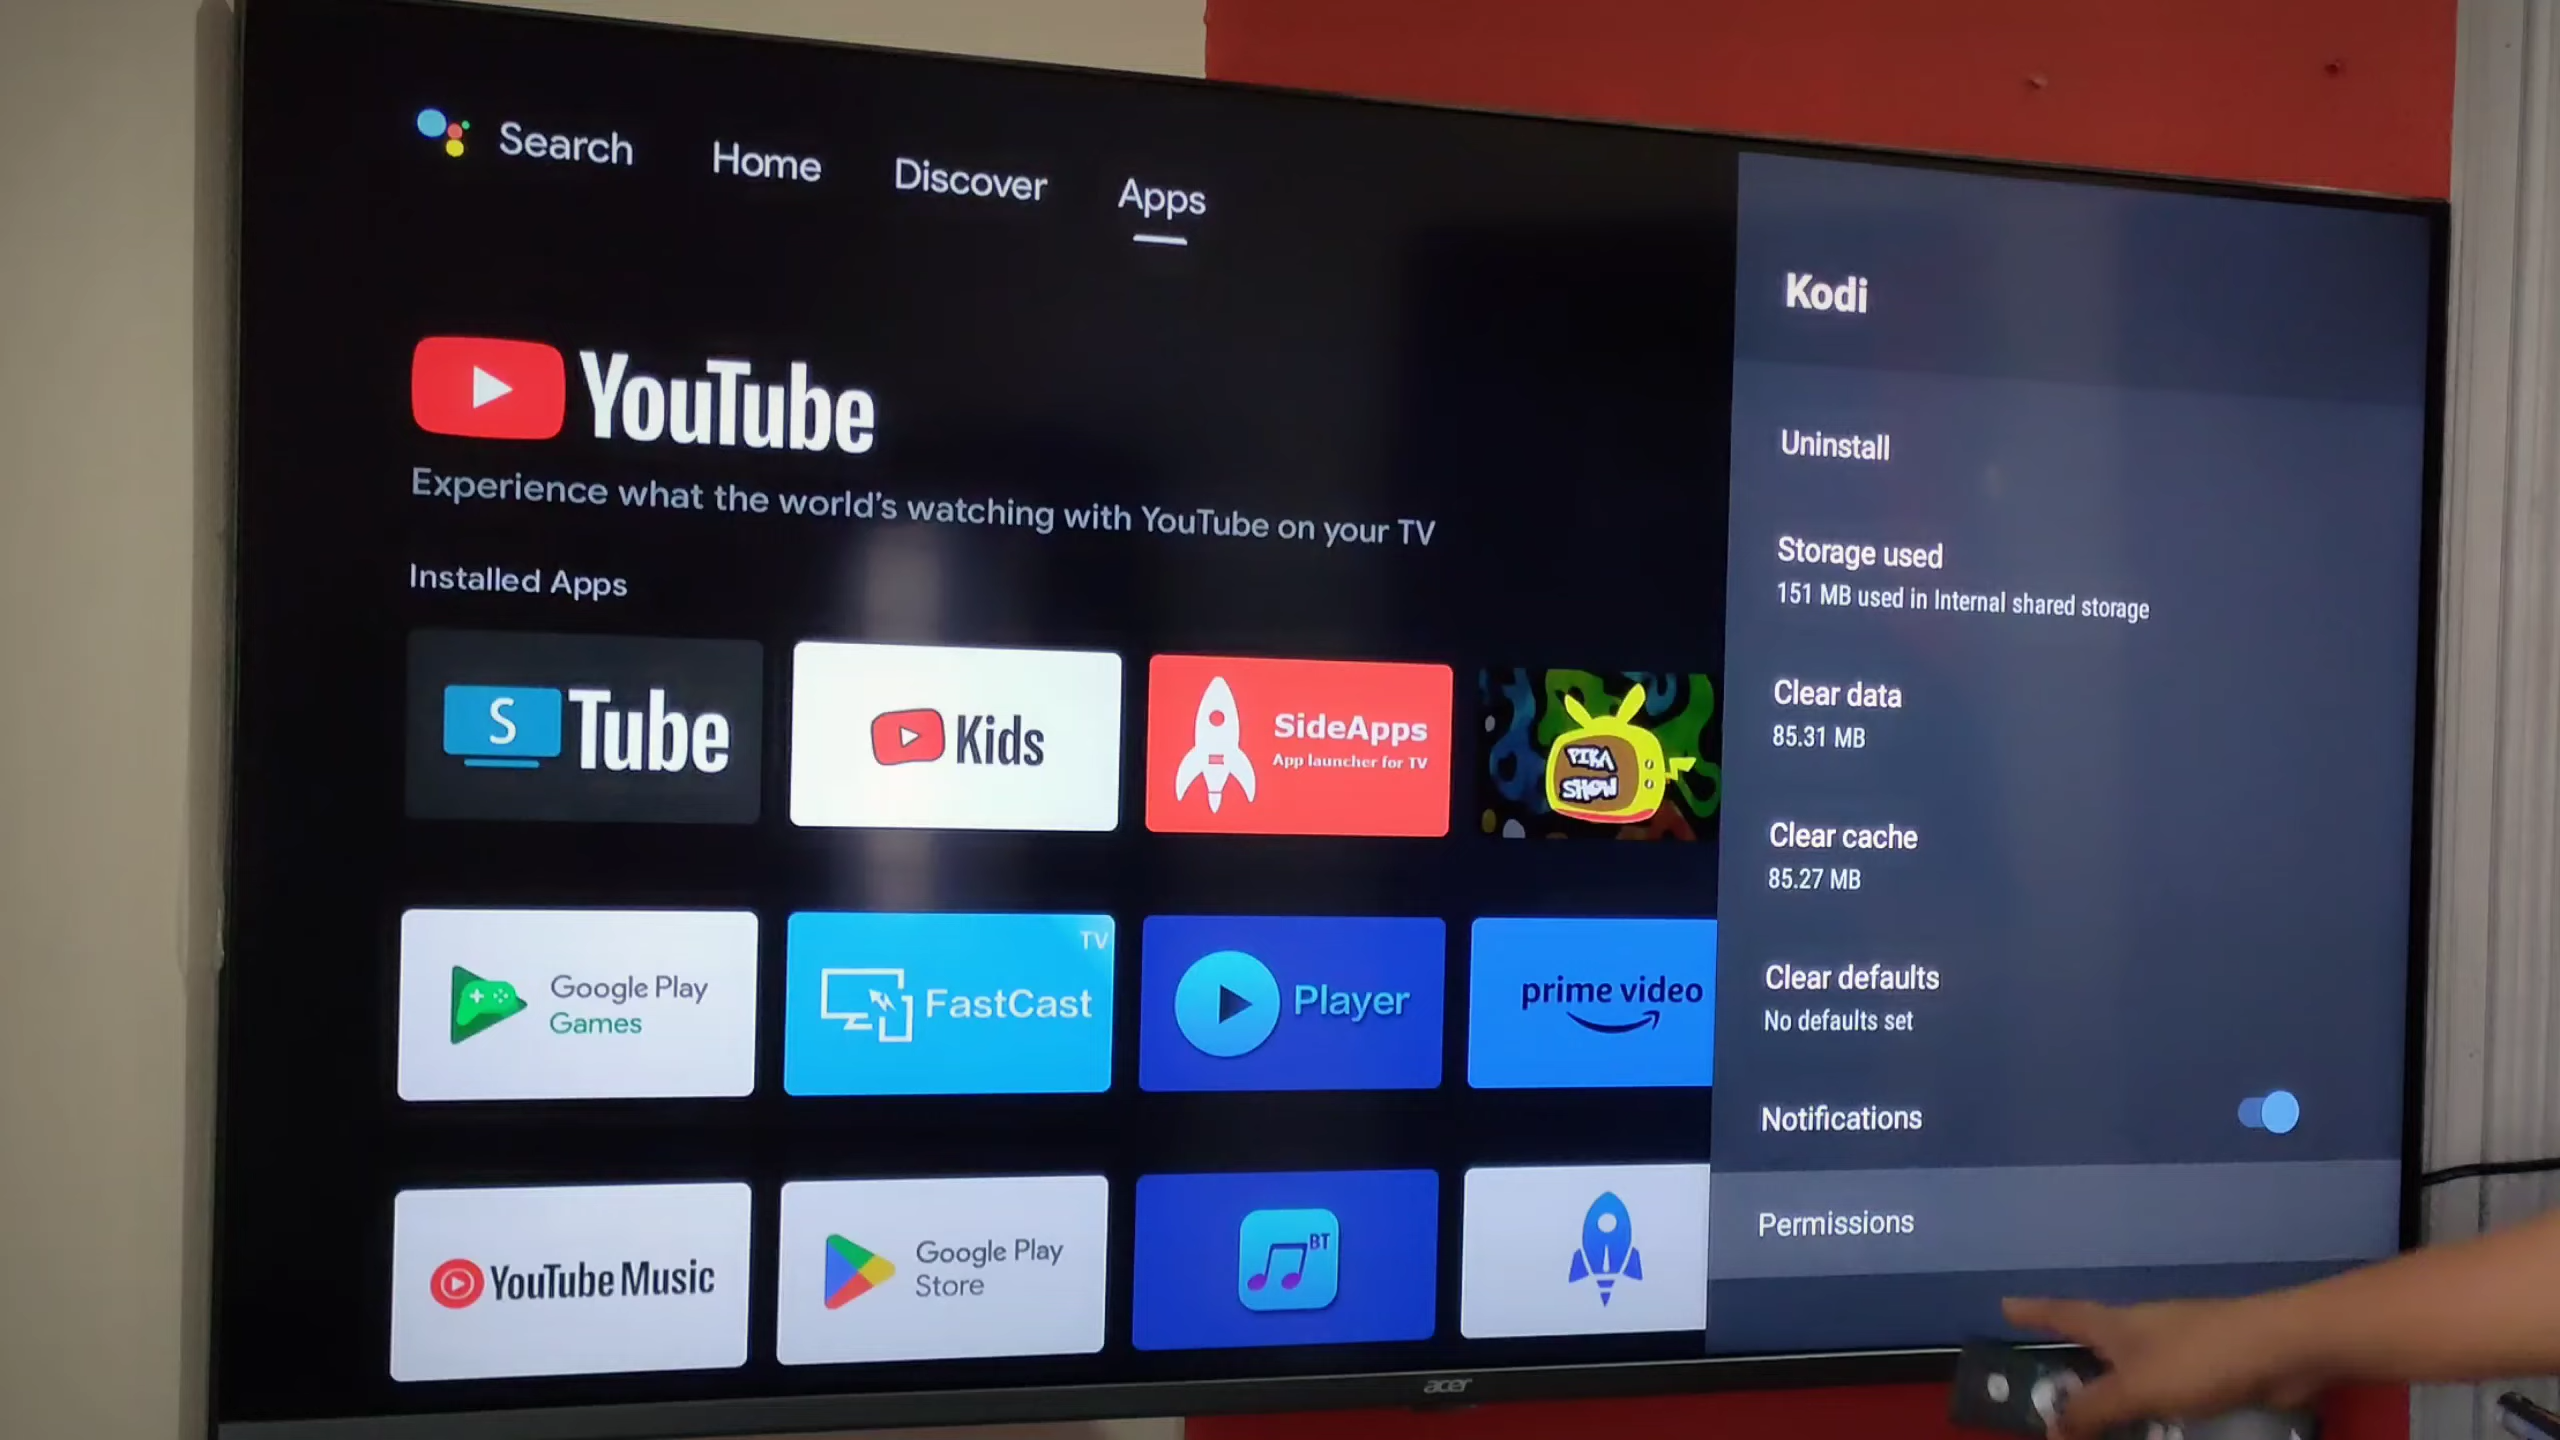 Search Home Discover Apps
YouTube
Experience what the world's watching with YouTube on your TV
Installed Apps
S Tube
Kids
SideApps
App launcher for TV
PIKA
SHOW
Google Play
Games
TV
FastCast
Player
prime video
YouTube Music
Google Play
Store
BT
Kodi
Uninstall
Storage used
151 MB used in Internal shared storage
Clear data
85.31 MB
Clear cache
85.27 MB
Clear defaults
No defaults set
Notifications
Permissions
acer